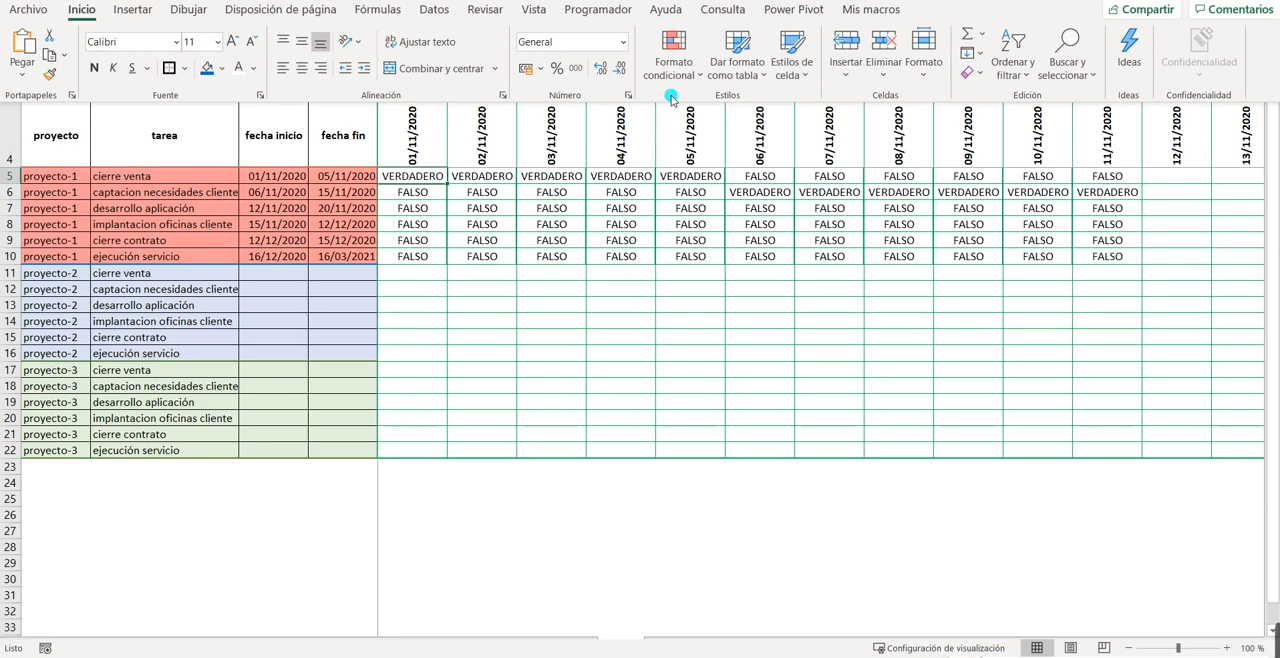 Archivo Inicio Insertar Dibujar Disposición de página Fórmulas Datos Revisar Vista Programador Ayuda Consulta Power Pivot Mis macros Compartir Comentarios
Pegar
Calibri 11
N K S
Ajustar texto
Combinar y centrar
General
% 000
Formato condicional
Dar formato como tabla
Estilos de celda
Insertar Eliminar Formato
Ordenar y filtrar
Buscar y seleccionar
Ideas
Confidencialidad
Portapapeles Fuente Alineación Número Estilos Celdas Edición Ideas Confidencialidad
4 proyecto tarea fecha inicio fecha fin 01/11/2020 02/11/2020 03/11/2020 04/11/2020 05/11/2020 06/11/2020 07/11/2020 08/11/2020 09/11/2020 10/11/2020 11/11/2020 12/11/2020 13/11/2020
5 proyecto-1 cierre venta 01/11/2020 05/11/2020 VERDADERO VERDADERO VERDADERO VERDADERO VERDADERO FALSO FALSO FALSO FALSO FALSO FALSO
6 proyecto-1 captacion necesidades cliente 06/11/2020 15/11/2020 FALSO FALSO FALSO FALSO FALSO VERDADERO VERDADERO VERDADERO VERDADERO VERDADERO VERDADERO
7 proyecto-1 desarrollo aplicación 12/11/2020 20/11/2020 FALSO FALSO FALSO FALSO FALSO FALSO FALSO FALSO FALSO FALSO FALSO
8 proyecto-1 implantacion oficinas cliente 15/11/2020 12/12/2020 FALSO FALSO FALSO FALSO FALSO FALSO FALSO FALSO FALSO FALSO FALSO
9 proyecto-1 cierre contrato 12/12/2020 15/12/2020 FALSO FALSO FALSO FALSO FALSO FALSO FALSO FALSO FALSO FALSO FALSO
10 proyecto-1 ejecución servicio 16/12/2020 16/03/2021 FALSO FALSO FALSO FALSO FALSO FALSO FALSO FALSO FALSO FALSO FALSO
11 proyecto-2 cierre venta
12 proyecto-2 captacion necesidades cliente
13 proyecto-2 desarrollo aplicación
14 proyecto-2 implantacion oficinas cliente
15 proyecto-2 cierre contrato
16 proyecto-2 ejecución servicio
17 proyecto-3 cierre venta
18 proyecto-3 captacion necesidades cliente
19 proyecto-3 desarrollo aplicación
20 proyecto-3 implantacion oficinas cliente
21 proyecto-3 cierre contrato
22 proyecto-3 ejecución servicio
23
24
25
26
27
28
29
30
31
32
33
Listo Configuración de visualización 100 %